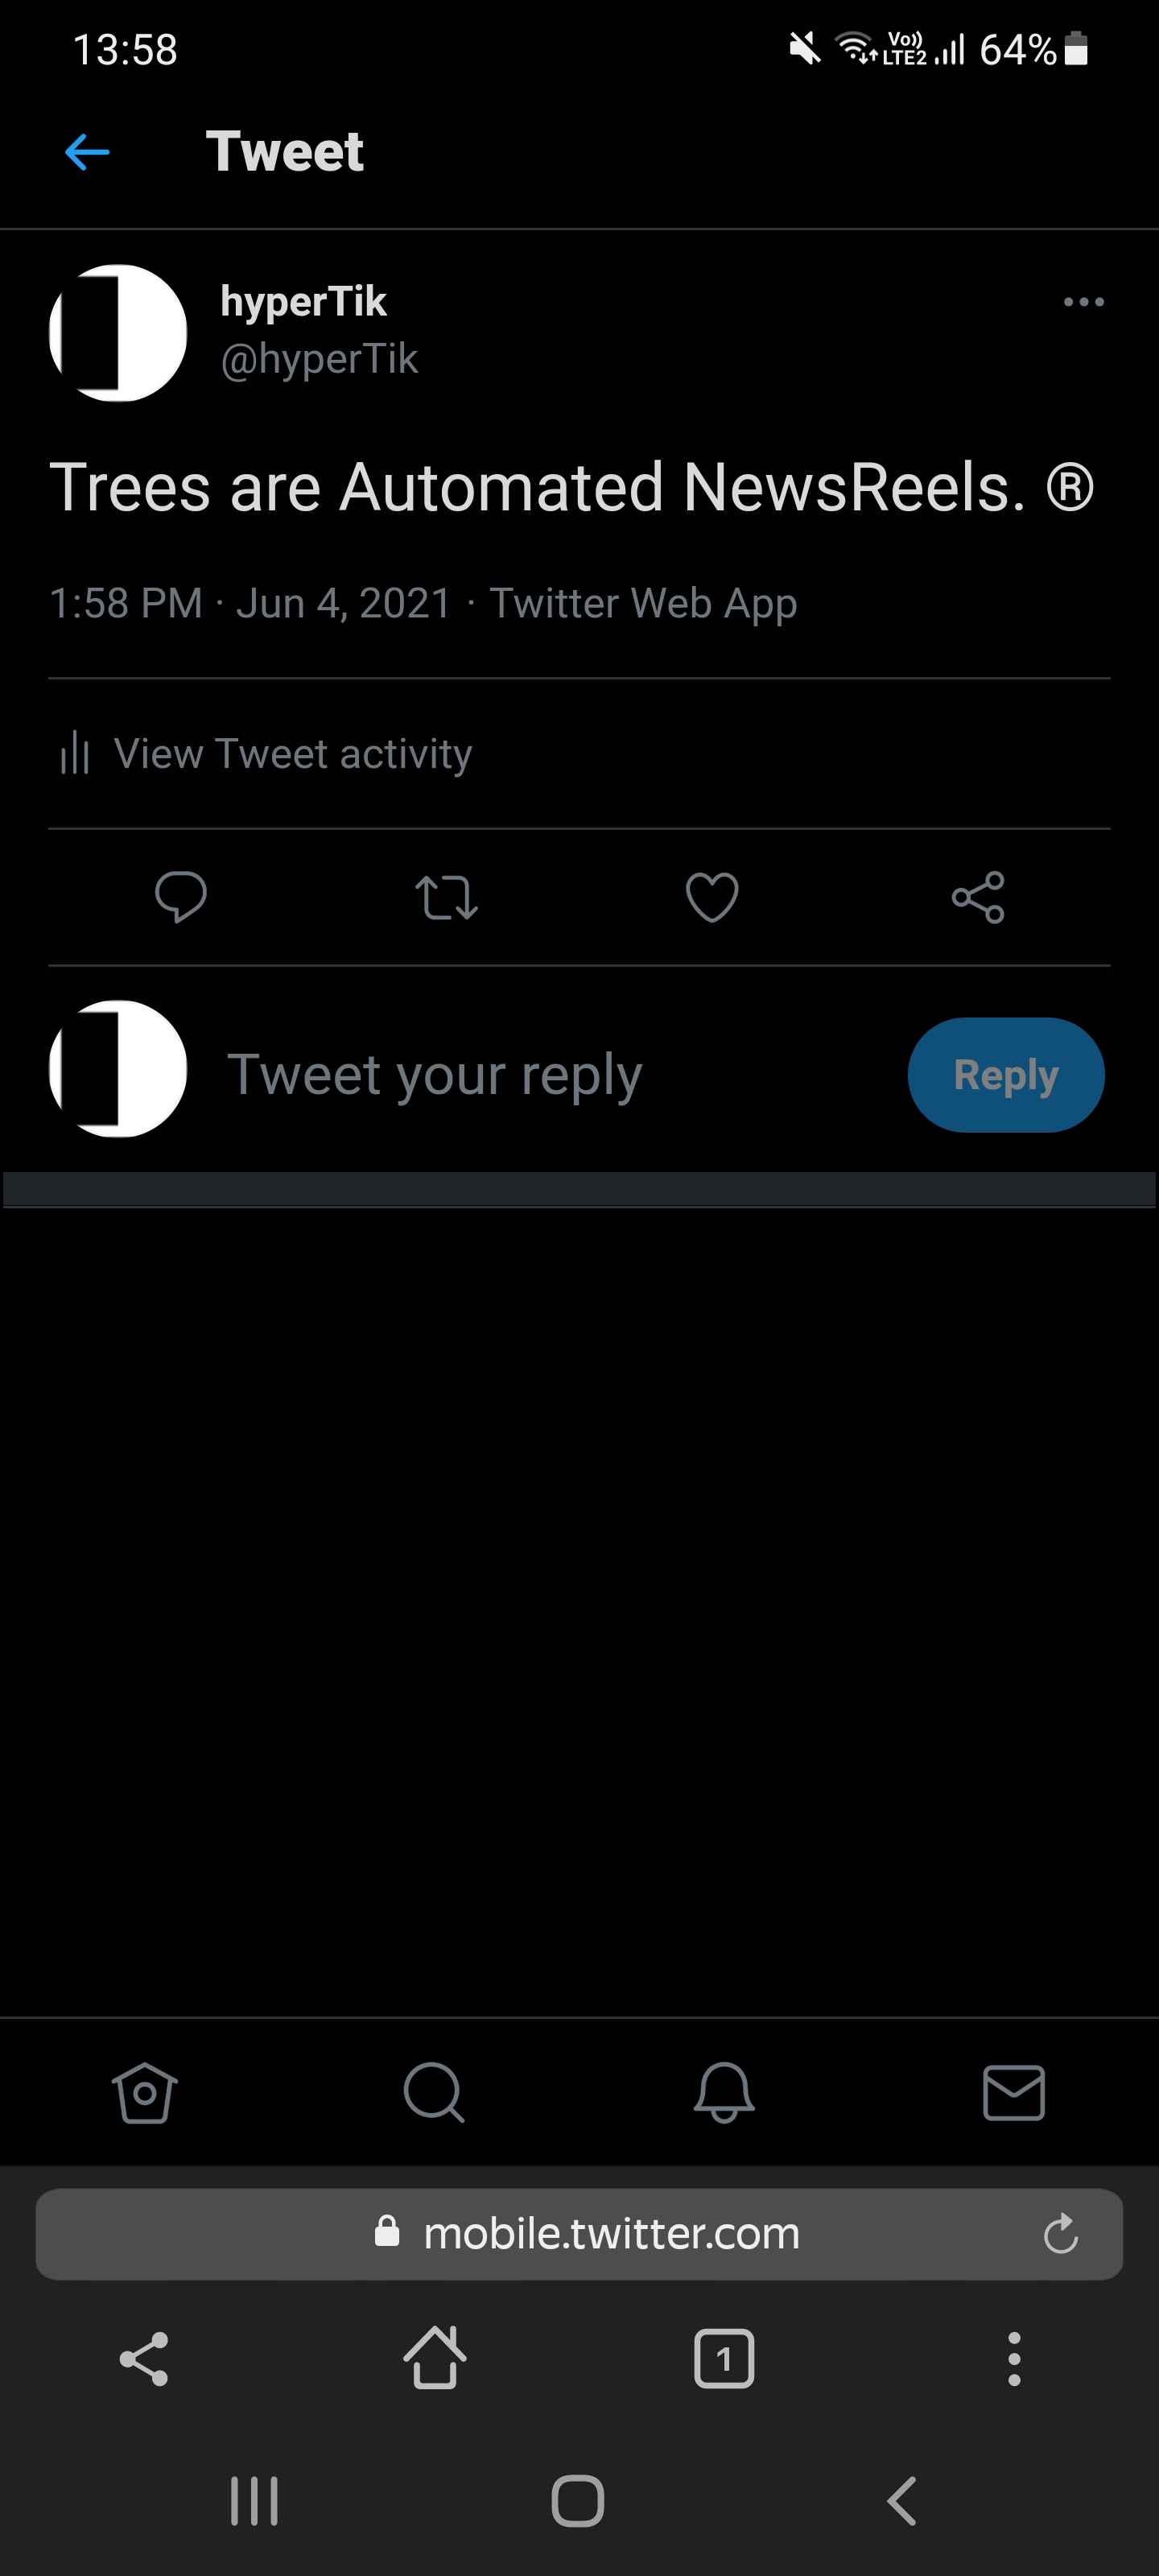 13:58 Vo)) LTE2 64%
Tweet
hyperTik
@hyperTik
Trees are Automated NewsReels. ®
1:58 PM · Jun 4, 2021 · Twitter Web App
View Tweet activity
Tweet your reply Reply
mobile.twitter.com
1